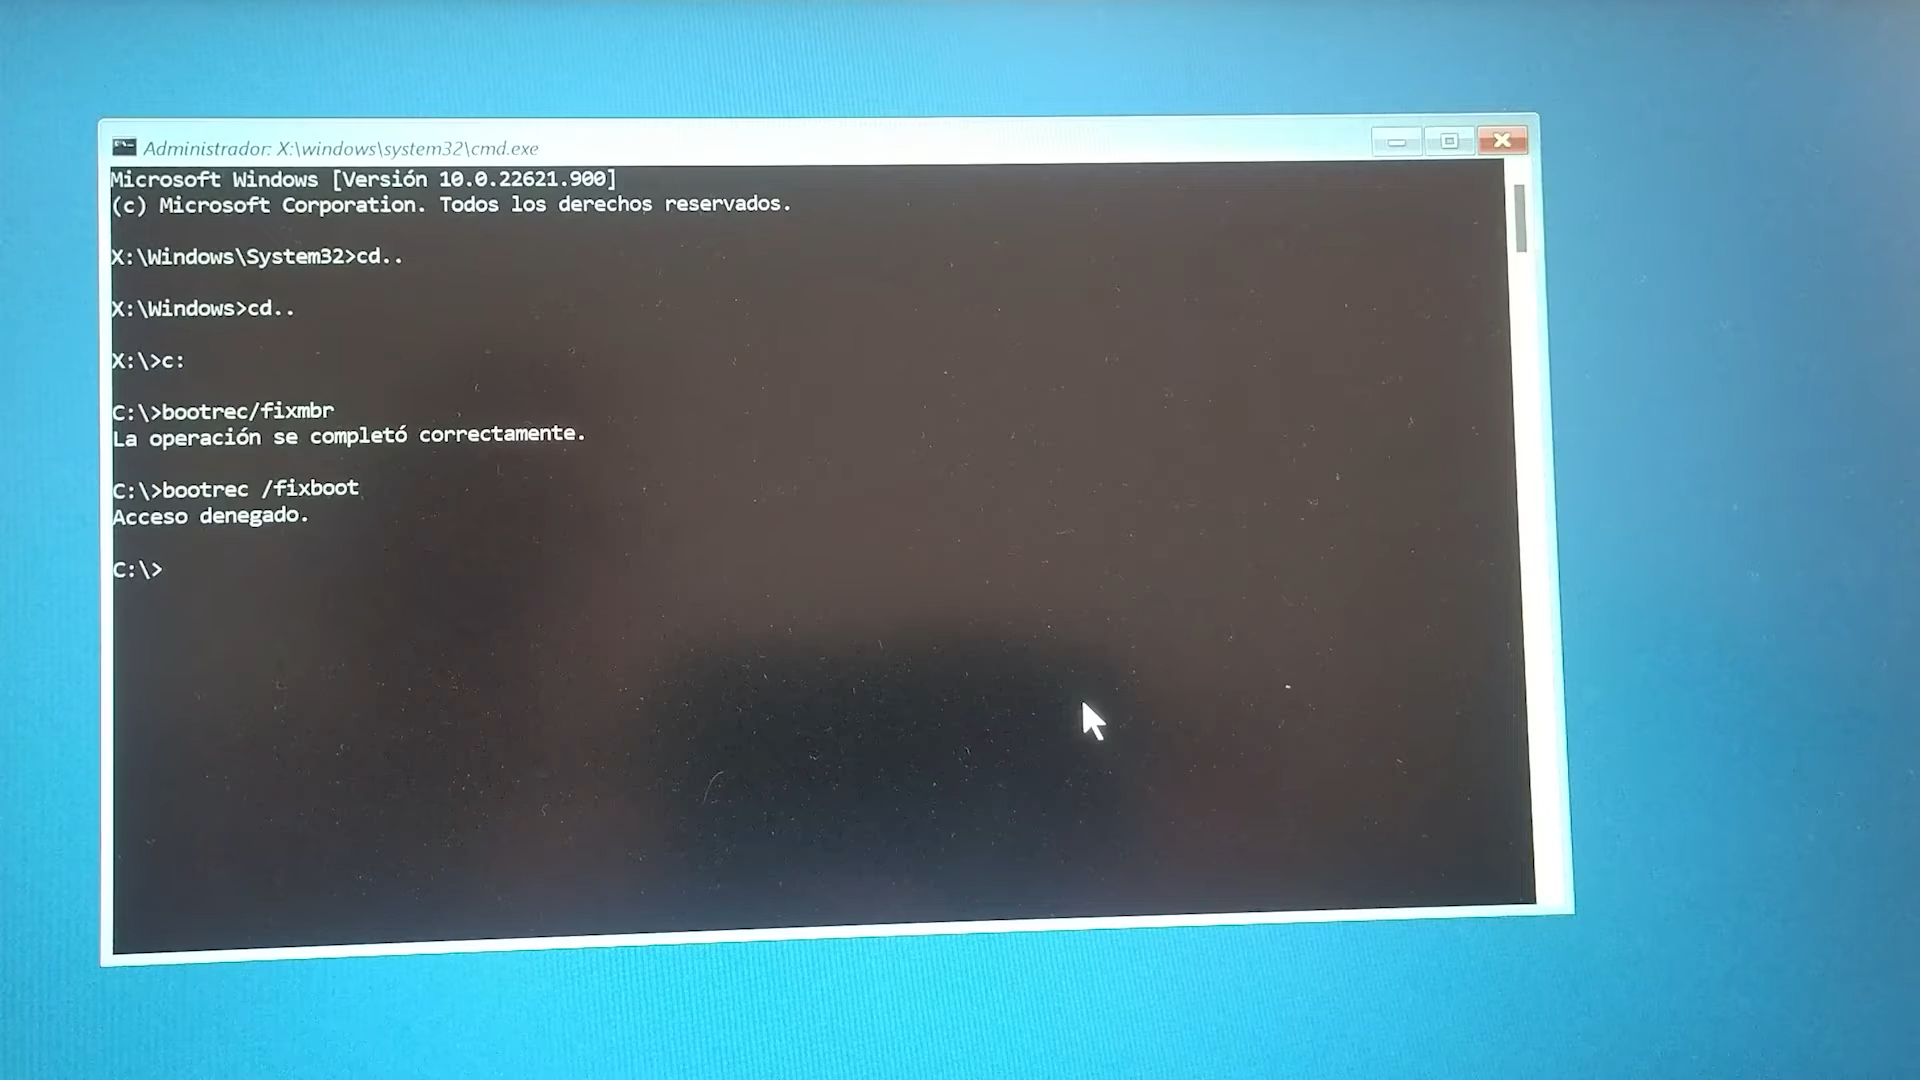 Administrador: X:\windows\system32\cmd.exe
Microsoft Windows [Versión 10.0.22621.900]
(c) Microsoft Corporation. Todos los derechos reservados.
X:\Windows\System32>cd..
X:\Windows>cd..
X:\>c:
C:\>bootrec/fixmbr
La operación se completó correctamente.
C:\>bootrec /fixboot
Acceso denegado.
C:\>